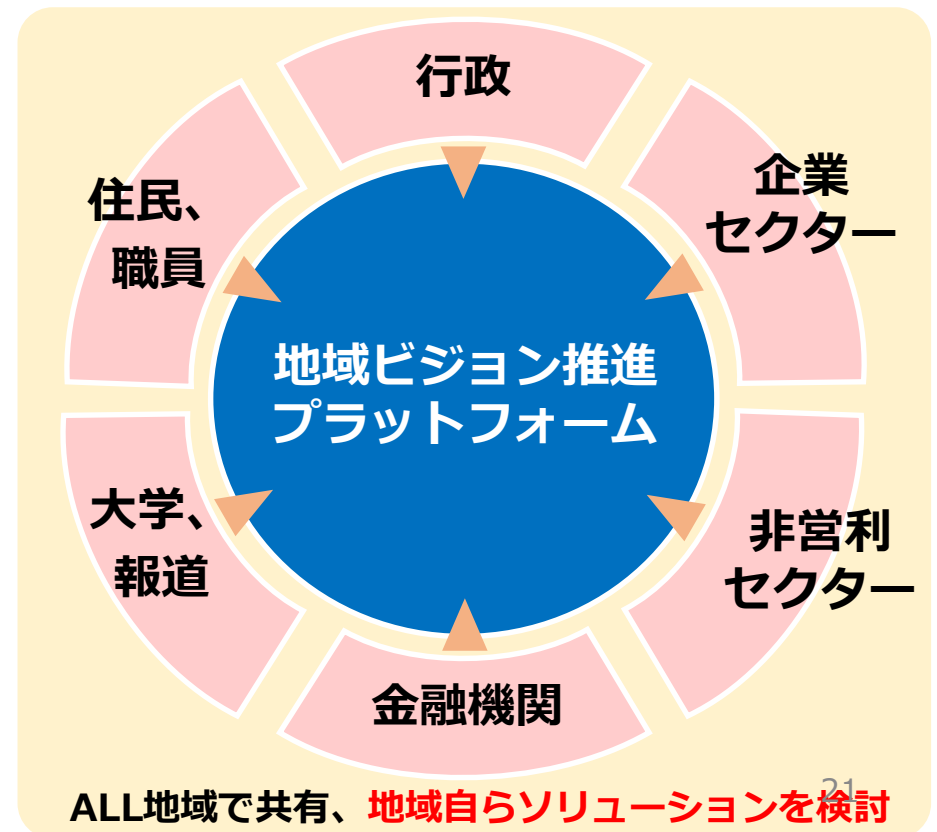 行政
企業
セクター
住民、
職員
地域ビジョン推進
プラットフォーム
大学、
報道
非営利
セクター
金融機関
21
ALL地域で共有、地域自らソリューションを検討